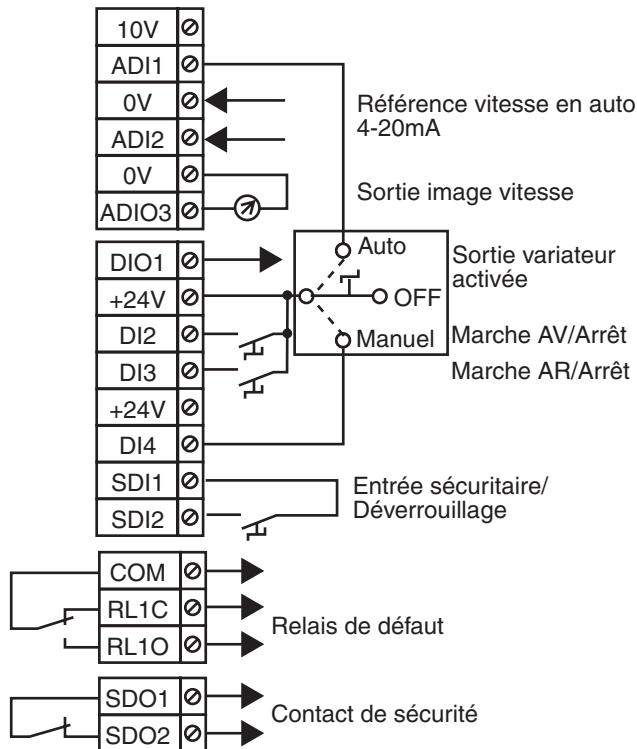 10V
ADI1
0V
ADI2
0V
ADIO3
Référence vitesse en auto
4-20mA
Sortie image vitesse
DIO1
+24V
DI2
DI3
+24V
DI4
SDI1
SDI2
Auto
OFF
Manuel
Sortie variateur
activée
Marche AV/Arrêt
Marche AR/Arrêt
Entrée sécuritaire/
Déverrouillage
COM
RL1C
RL1O
Relais de défaut
SDO1
SDO2
Contact de sécurité